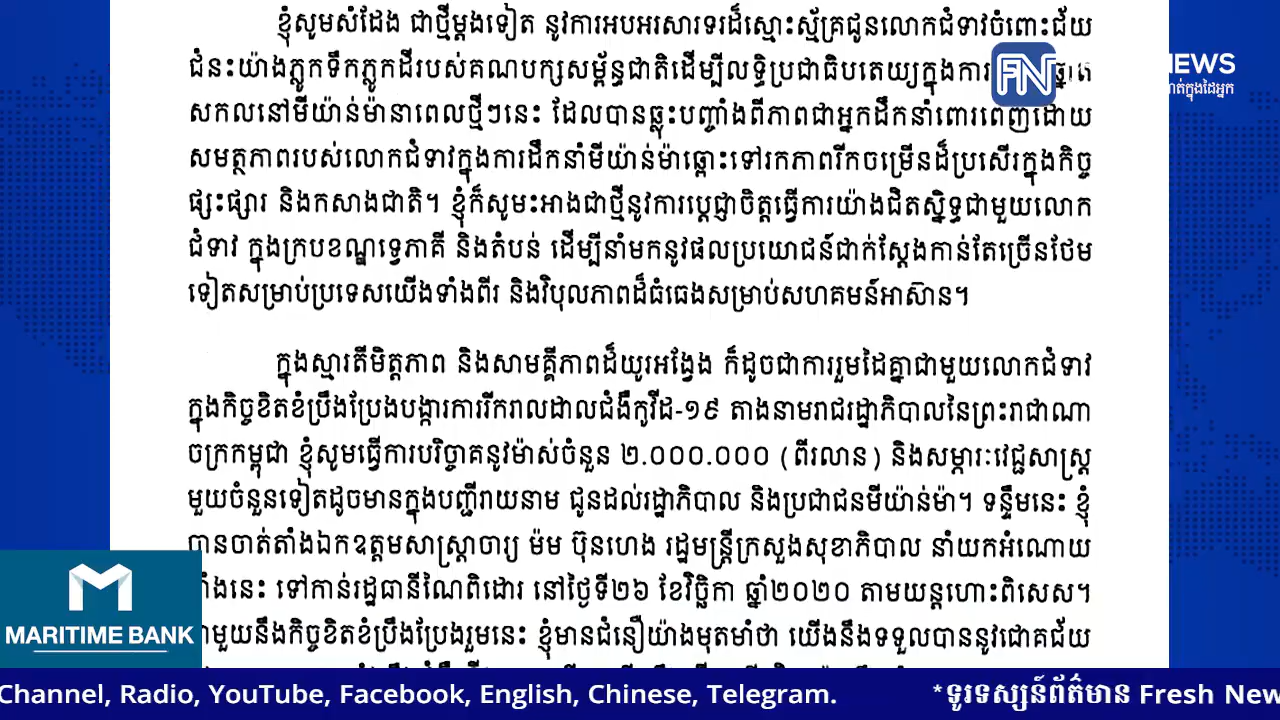 ខ្ញុំសូមសំដែង ជាថ្មីម្តងទៀត នូវការអបអរសារទរដ៏ស្មោះស្ម័គ្រជូនលោកជំទាវចំពោះជ័យ
ជំនះយ៉ាងភ្លូកទឹកភ្លូកដីរបស់គណបក្សសម្ព័ន្ធជាតិដើម្បីលទ្ធិប្រជាធិបតេយ្យក្នុងការ
FN
NEWS
សកលនៅមីយ៉ាន់ម៉ានាពេលថ្មីៗនេះ ដែលបានឆ្លុះបញ្ចាំងពីភាពជាអ្នកដឹកនាំពោរពេញដោយ
សមត្ថភាពរបស់លោកជំទាវក្នុងការដឹកនាំមីយ៉ាន់ម៉ាឆ្ពោះទៅរកភាពរីកចម្រើនដ៏ប្រសើរក្នុងកិច្ច
ផ្សះផ្សារ និងកសាងជាតិ។ ខ្ញុំក៏សូមះអាងជាថ្មីនូវការប្តេជ្ញាចិត្តធ្វើការយ៉ាងជិតស្និទ្ធជាមួយលោក
ជំទាវ ក្នុងក្របខណ្ឌទ្វេភាគី និងតំបន់ ដើម្បីនាំមកនូវផលប្រយោជន៍ជាក់ស្តែងកាន់តែច្រើនថែម
ទៀតសម្រាប់ប្រទេសយើងទាំងពីរ និងវិបុលភាពដ៏ធំធេងសម្រាប់សហគមន៍អាស៊ាន។
ក្នុងស្មារតីមិត្តភាព និងសាមគ្គីភាពដ៏យូរអង្វែង ក៏ដូចជាការរួមដៃគ្នាជាមួយលោកជំទាវ
ក្នុងកិច្ចខិតខំប្រឹងប្រែងបង្ការការរីករាលដាលជំងឺកូវីដ-១៩ តាងនាមរាជរដ្ឋាភិបាលនៃព្រះរាជាណា
ចក្រកម្ពុជា ខ្ញុំសូមធ្វើការបរិច្ចាគនូវម៉ាស់ចំនួន ២.០០០.០០០ (ពីរលាន) និងសម្ភារៈវេជ្ជសាស្ត្រ
មួយចំនួនទៀតដូចមានក្នុងបញ្ជីរាយនាម ជូនដល់រដ្ឋាភិបាល និងប្រជាជនមីយ៉ាន់ម៉ា។ ទន្ទឹមនេះ ខ្ញុំ
បានចាត់តាំងឯកឧត្តមសាស្ត្រាចារ្យ ម៉ម ប៊ុនហេង រដ្ឋមន្ត្រីក្រសួងសុខាភិបាល នាំយកអំណោយ
ទាំងនេះ ទៅកាន់រដ្ឋធានីណៃពិដោរ នៅថ្ងៃទី២៦ ខែវិច្ឆិកា ឆ្នាំ២០២០ តាមយន្តហោះពិសេស។
ជាមួយនឹងកិច្ចខិតខំប្រឹងប្រែងរួមនេះ ខ្ញុំមានជំនឿយ៉ាងមុតមាំថា យើងនឹងទទួលបាននូវជោគជ័យ
MARITIME BANK
Channel, Radio, YouTube, Facebook, English, Chinese, Telegram. *ទូរទស្សន៍ព័ត៌មាន Fresh New